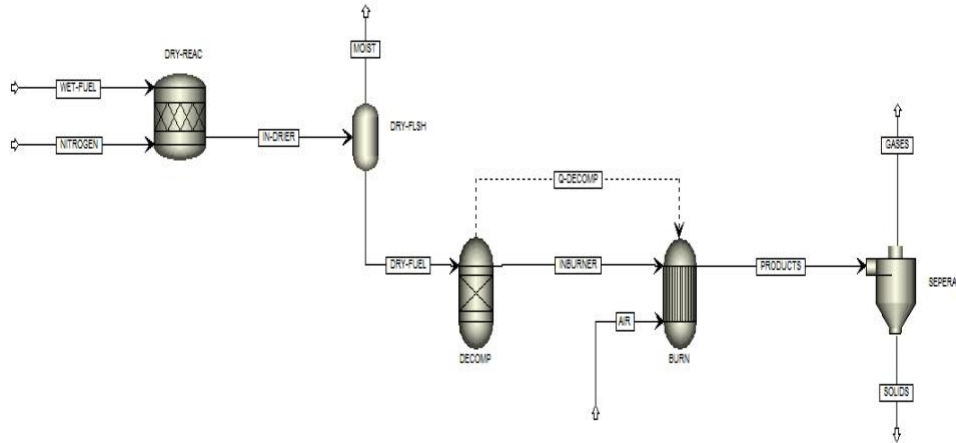 DRY-REAC
WET-FUEL
NITROGEN
IN-DRIER
MOIST
DRY-FLSH
DRY-FUEL
Q-DECOMP
DECOMP
INBURNER
AIR
BURN
PRODUCTS
GASES
SEPERA
SOLIDS